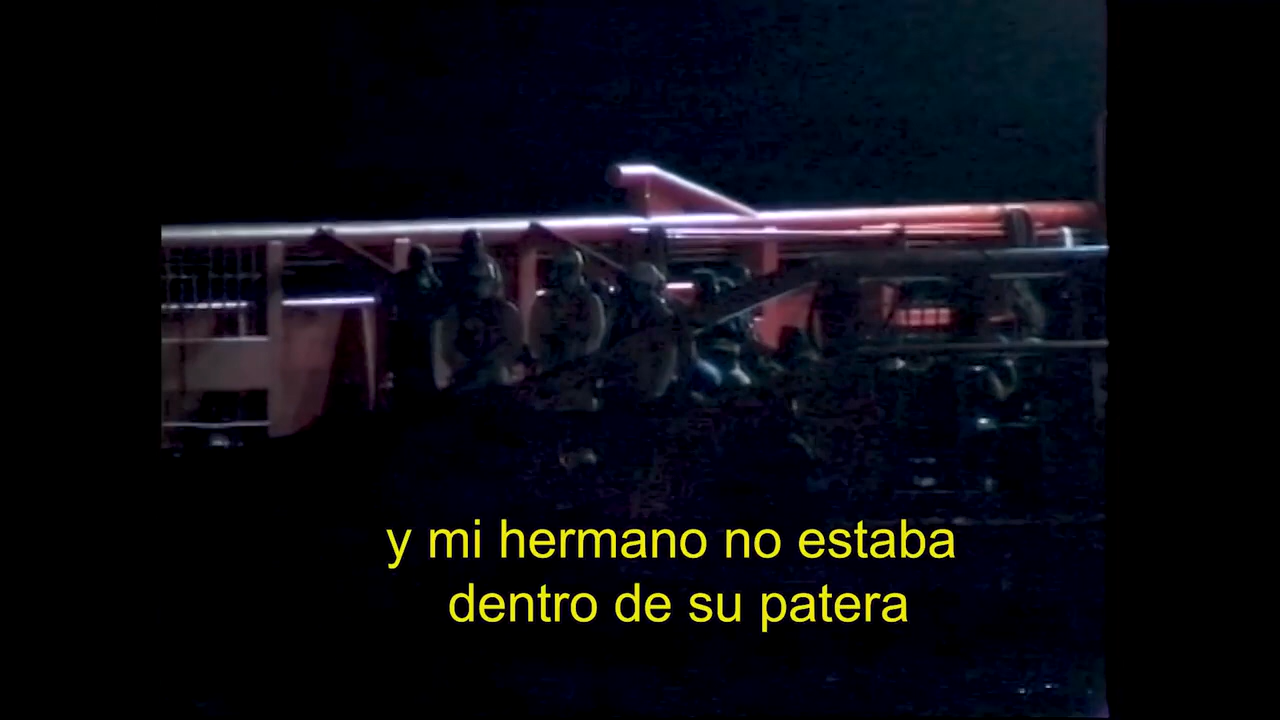 y mi hermano no estaba
dentro de su patera